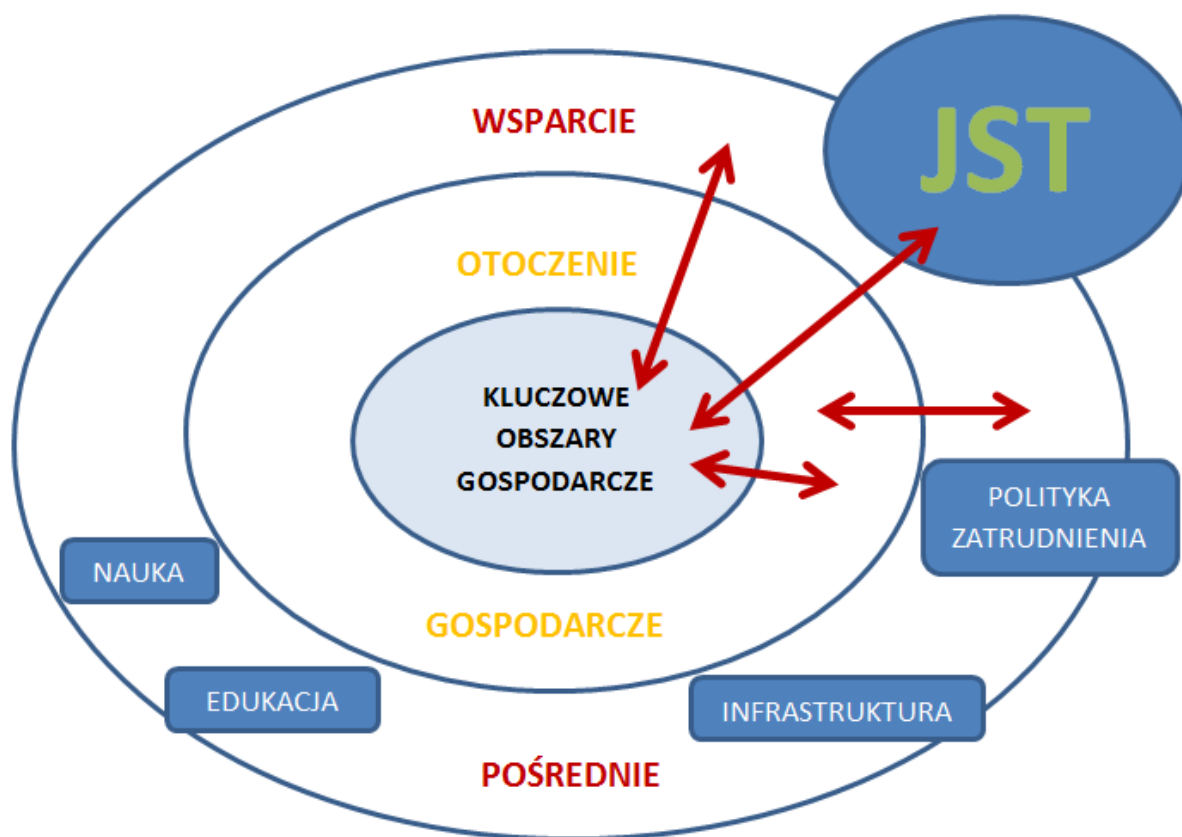 WSPARCIE
JST
OTOCZENIE
KLUCZOWE
OBSZARY
GOSPODARCZE
POLITYKA
ZATRUDNIENIA
NAUKA
GOSPODARCZE
EDUKACJA
INFRASTRUKTURA
POŚREDNIE